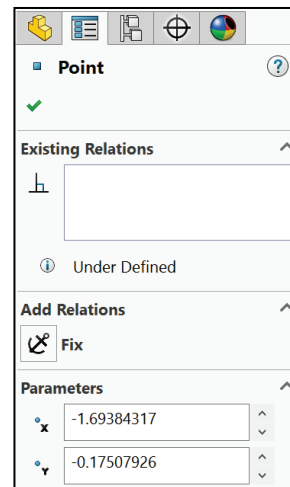 Point
?
Existing Relations
Under Defined
Add Relations
Fix
Parameters
X -1.69384317
Y -0.17507926